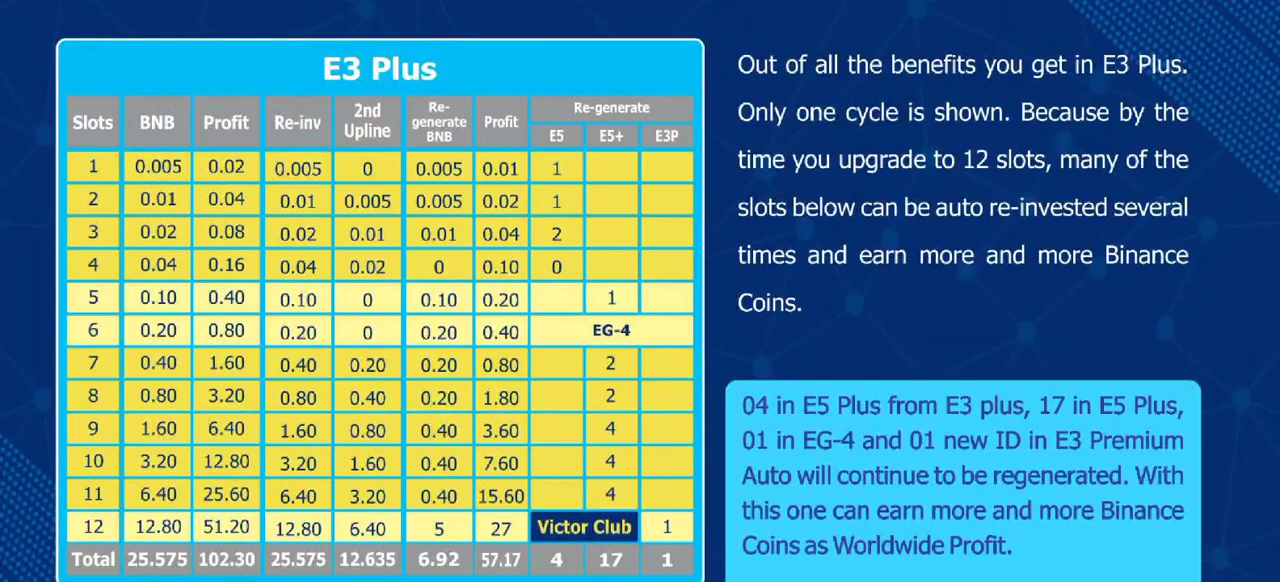 E3 Plus
Slots BNB Profit Re-inv 2nd Upline Re-generate BNB Profit Re-generate
E5 E5+ E3P
1 0.005 0.02 0.005 0 0.005 0.01 1
2 0.01 0.04 0.01 0.005 0.005 0.02 1
3 0.02 0.08 0.02 0.01 0.01 0.04 2
4 0.04 0.16 0.04 0.02 0 0.10 0
5 0.10 0.40 0.10 0 0.10 0.20 1
6 0.20 0.80 0.20 0 0.20 0.40 EG-4
7 0.40 1.60 0.40 0.20 0.20 0.80 2
8 0.80 3.20 0.80 0.40 0.20 1.80 2
9 1.60 6.40 1.60 0.80 0.40 3.60 4
10 3.20 12.80 3.20 1.60 0.40 7.60 4
11 6.40 25.60 6.40 3.20 0.40 15.60 4
12 12.80 51.20 12.80 6.40 5 27 Victor Club 1
Total 25.575 102.30 25.575 12.635 6.92 57.17 4 17 1
Out of all the benefits you get in E3 Plus.
Only one cycle is shown. Because by the
time you upgrade to 12 slots, many of the
slots below can be auto re-invested several
times and earn more and more Binance
Coins.
04 in E5 Plus from E3 plus, 17 in E5 Plus,
01 in EG-4 and 01 new ID in E3 Premium
Auto will continue to be regenerated. With
this one can earn more and more Binance
Coins as Worldwide Profit.